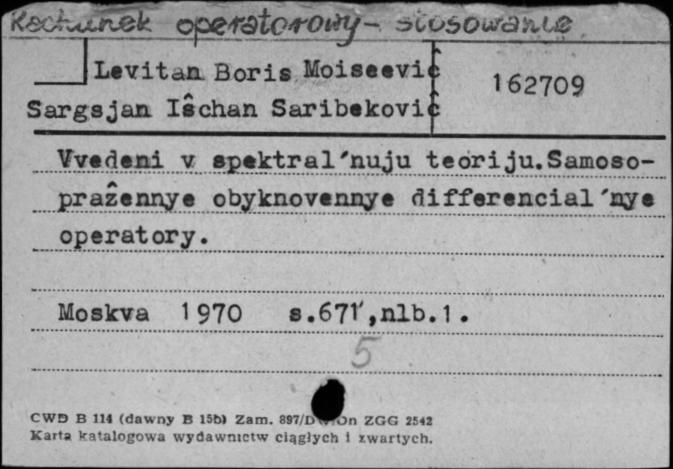 Rachunek operatorowy - stosowanie
Levitan Boris Moiseevič
162709
Sargsjan Išchan Saribekovič
Vvedeni v spektral'nuju teoriju.Samoso-
pražennye obyknovennye differencial'nye
operatory.
Moskva 1970 s.671,nlb.1.
5
CWD B 114 (dawny B 15b) Zam. 897/D ZGG 2542
Karta katalogowa wydawnictw ciągłych i zwartych.